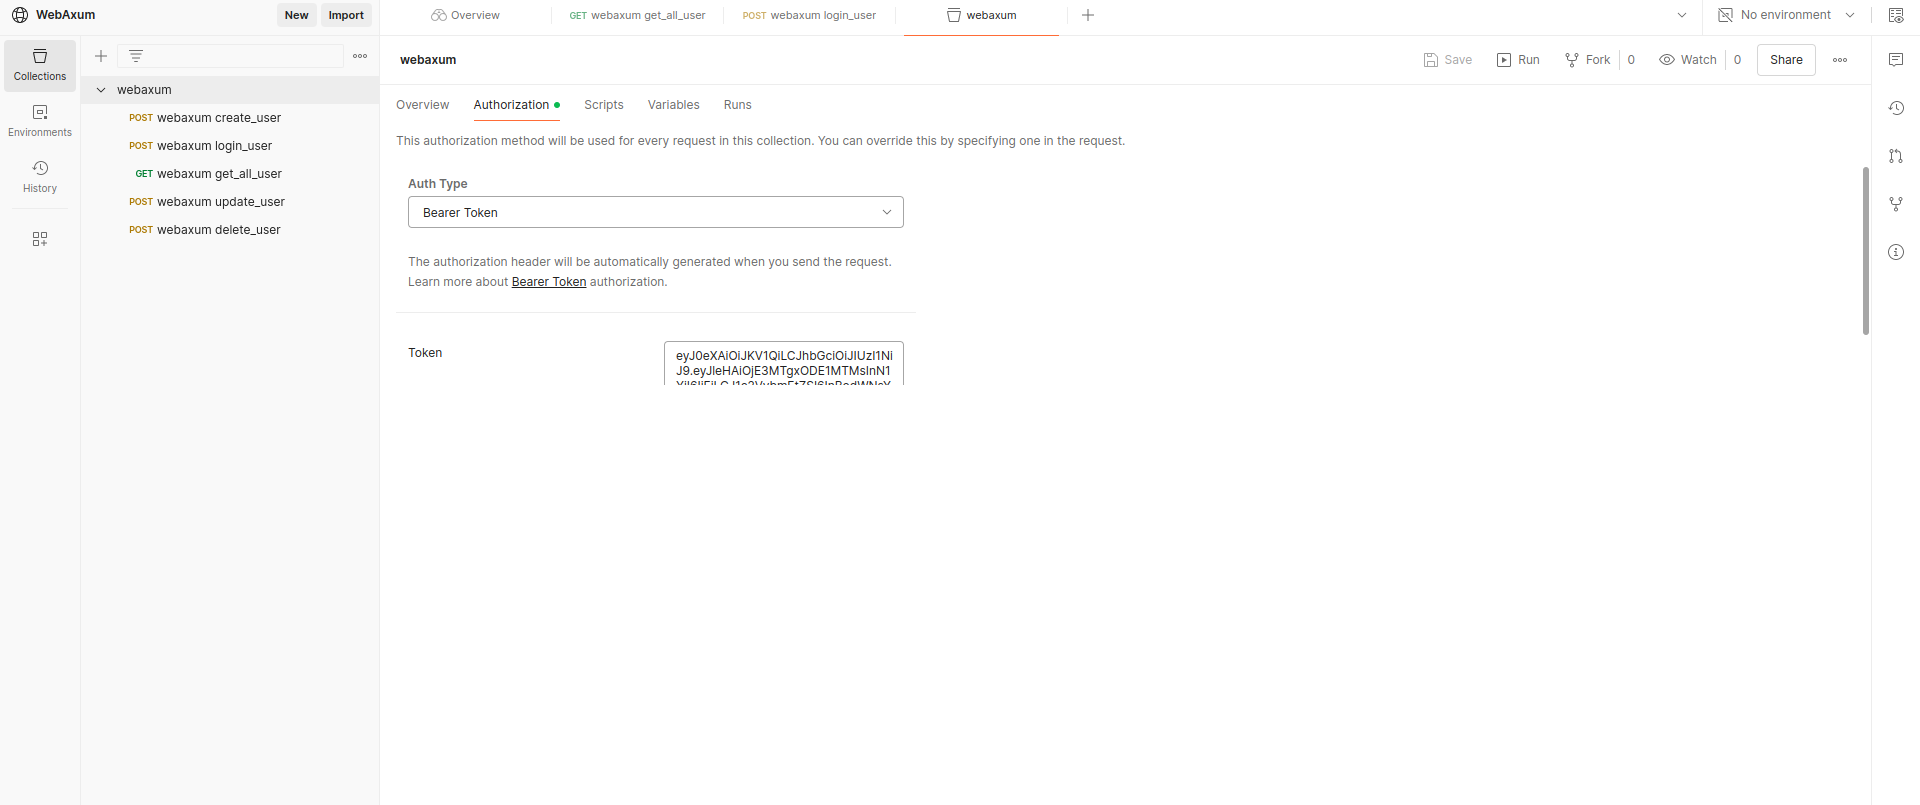 WebAxum
New
Import
Overview
GET webaxum get_all_user
POST webaxum login_user
webaxum
No environment
Collections
Environments
History
webaxum
POST webaxum create_user
POST webaxum login_user
GET webaxum get_all_user
POST webaxum update_user
POST webaxum delete_user
webaxum
Save
Run
Fork 0
Watch 0
Share
Overview
Authorization
Scripts
Variables
Runs
This authorization method will be used for every request in this collection. You can override this by specifying one in the request.
Auth Type
Bearer Token
The authorization header will be automatically generated when you send the request.
Learn more about Bearer Token authorization.
Token
eyJ0eXAiOiJKV1QiLCJhbGciOiJIUzI1Ni
J9.eyJleHAiOjE3MTgxODE1MTMsInN1